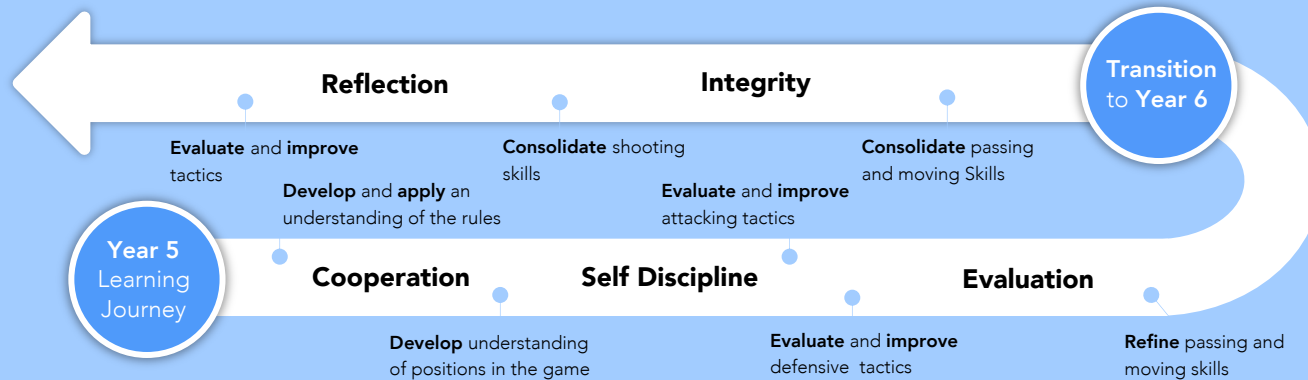 Reflection
Integrity
Transition
to Year 6
Evaluate and improve
tactics
Consolidate shooting
skills
Consolidate passing
and moving Skills
Develop and apply an
understanding of the rules
Evaluate and improve
attacking tactics
Year 5
Learning
Journey
Cooperation
Self Discipline
Evaluation
Develop understanding
of positions in the game
Evaluate and improve
defensive tactics
Refine passing and
moving skills